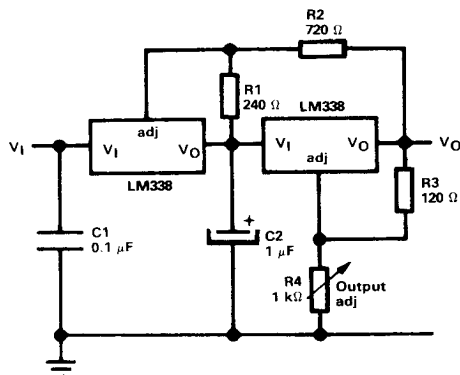 R2
720 Ω
R1
240 Ω
LM338
adj
V_I
V_I
V_O
LM338
V_I
V_O
adj
V_O
R3
120 Ω
C1
0.1 μF
+
C2
1 μF
R4
1 kΩ
Output
adj